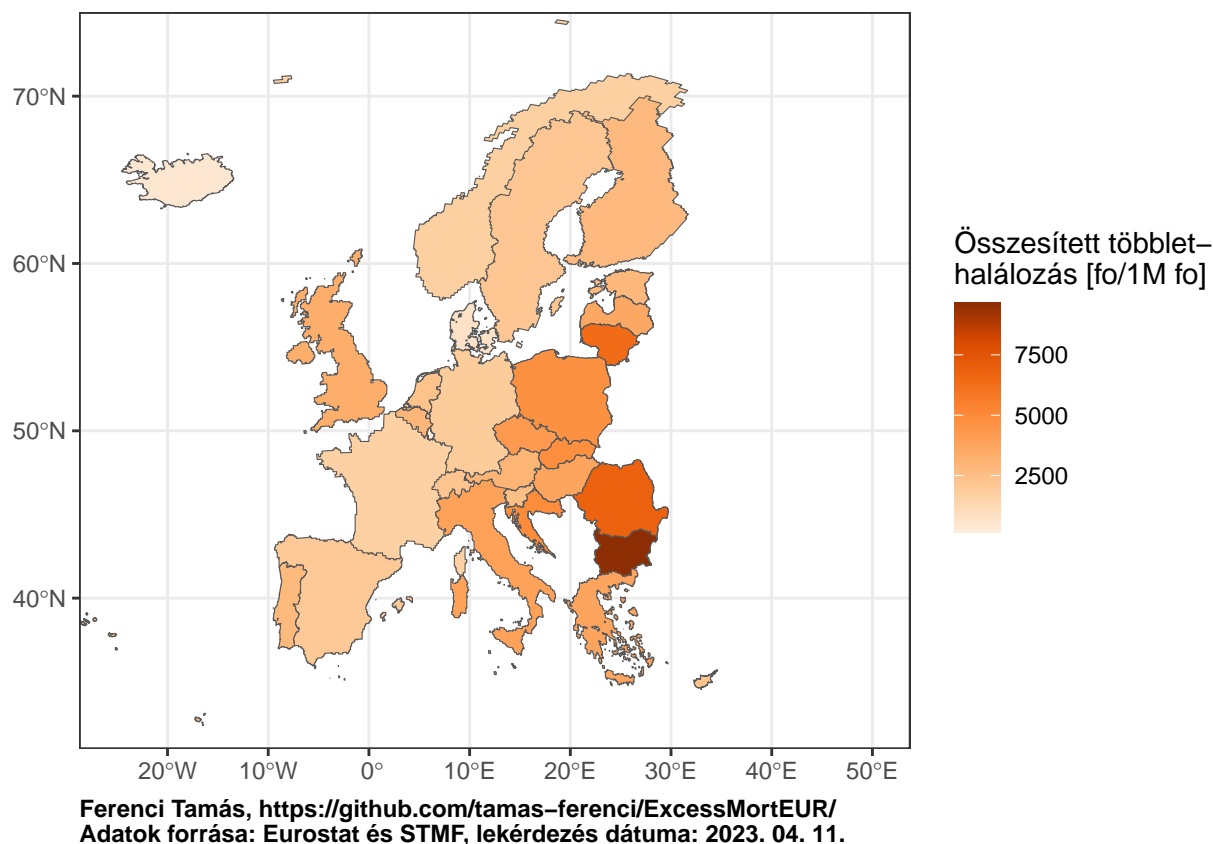 70°N
60°N
50°N
40°N
20°W 10°W 0° 10°E 20°E 30°E 40°E 50°E
Összesített többlet–
halálozás [fo/1M fo]
7500
5000
2500
Ferenci Tamás, https://github.com/tamas–ferenci/ExcessMortEUR/
Adatok forrása: Eurostat és STMF, lekérdezés dátuma: 2023. 04. 11.